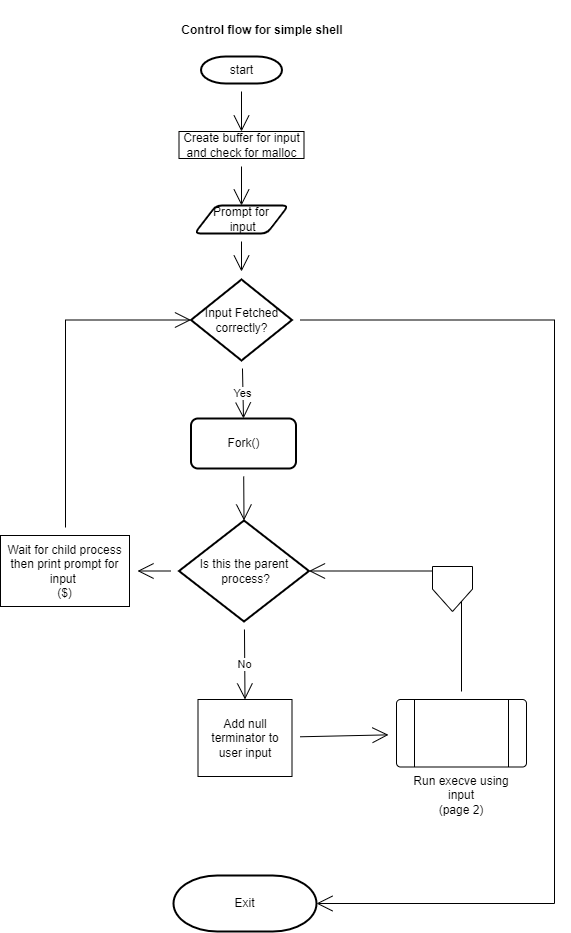 Control flow for simple shell
start
Create buffer for input
and check for malloc
Prompt for
input
Input Fetched
correctly?
Yes
Fork()
Wait for child process
then print prompt for
input
($)
Is this the parent
process?
No
Add null
terminator to
user input
Run execve using
input
(page 2)
Exit